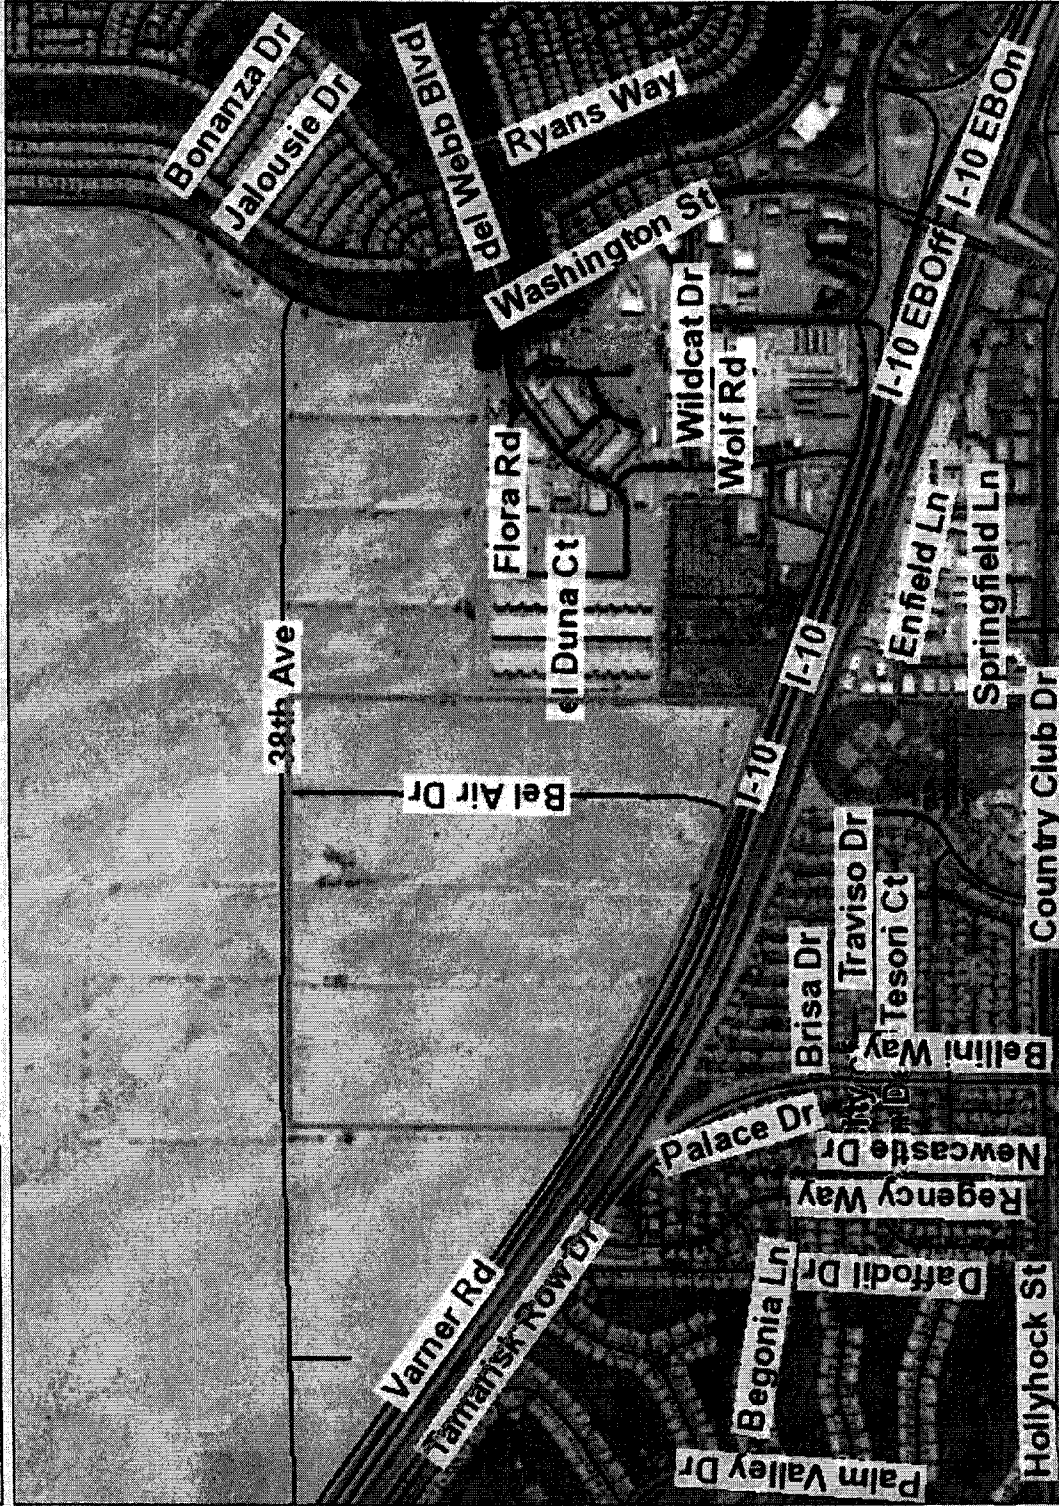 Bonanza Dr
Jalousie Dr
del Webb Blvd
Ryans Way
Washington St
I-10 EBOn
I-10 EBOff
Wildcat Dr
Wolf Rd
Flora Rd
el Duna Ct
38th Ave
Bel Air Dr
I-10
I-10
Enfield Ln
Springfield Ln
Country Club Dr
Traviso Dr
Tesori Ct
Brisa Dr
Bellini Way
Palace Dr
Newcastle Dr
Regency Way
Varner Rd
Tamarisk Row Dr
Daffodil Dr
Begonia Ln
Palm Valley Dr
Hollyhock St